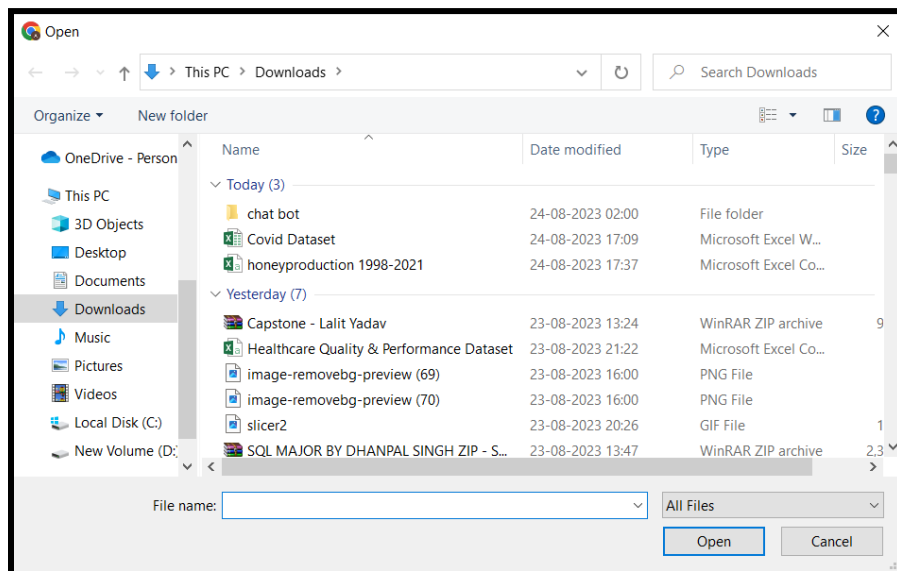 Open
This PC > Downloads >
Search Downloads
Organize
New folder
?
OneDrive - Person
This PC
3D Objects
Desktop
Documents
Downloads
Music
Pictures
Videos
Local Disk (C:)
New Volume (D:
Name Date modified Type Size
Today (3)
chat bot 24-08-2023 02:00 File folder
Covid Dataset 24-08-2023 17:09 Microsoft Excel W...
honeyproduction 1998-2021 24-08-2023 17:37 Microsoft Excel Co...
Yesterday (7)
Capstone - Lalit Yadav 23-08-2023 13:24 WinRAR ZIP archive 9
Healthcare Quality & Performance Dataset 23-08-2023 21:22 Microsoft Excel Co...
image-removebg-preview (69) 23-08-2023 16:00 PNG File
image-removebg-preview (70) 23-08-2023 16:00 PNG File
slicer2 23-08-2023 20:26 GIF File 1
SQL MAJOR BY DHANPAL SINGH ZIP - S... 23-08-2023 13:47 WinRAR ZIP archive 2,3
File name:
All Files
Open
Cancel